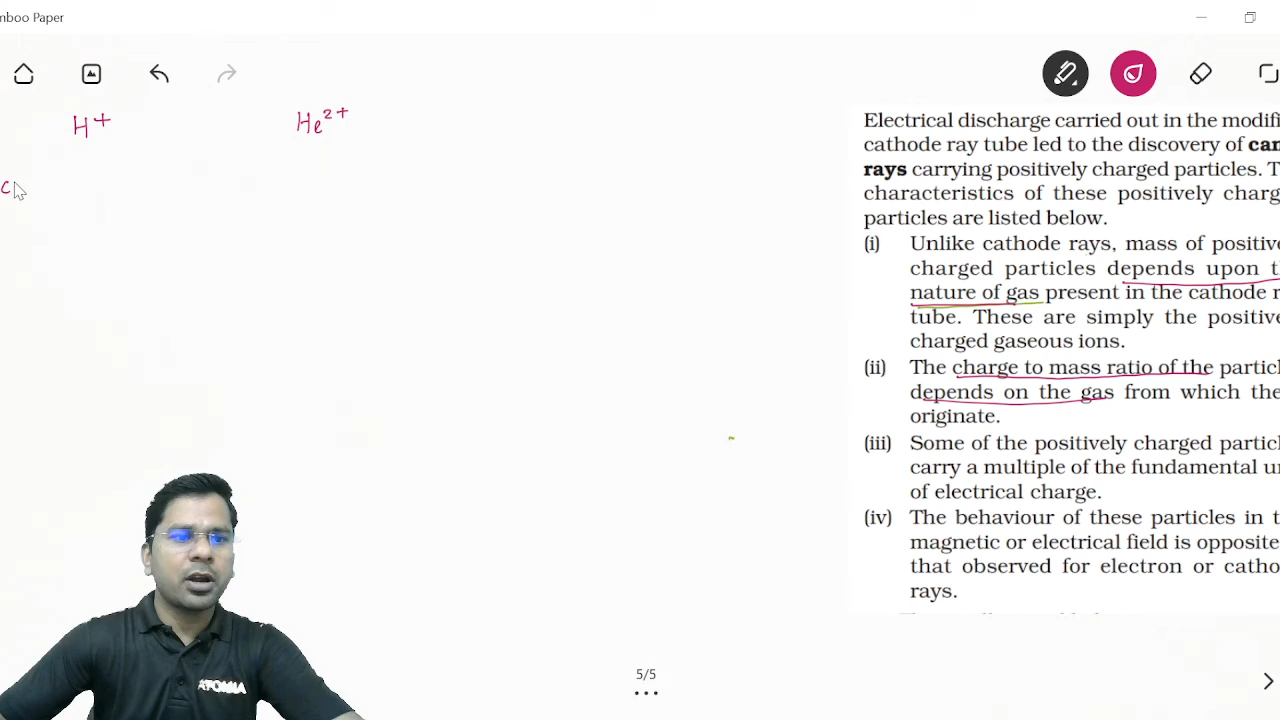 mboo Paper
H+ He2+
c
Electrical discharge carried out in the modifi
cathode ray tube led to the discovery of can
rays carrying positively charged particles. T
characteristics of these positively charg
particles are listed below.
(i) Unlike cathode rays, mass of positive
charged particles depends upon t
nature of gas present in the cathode r
tube. These are simply the positive
charged gaseous ions.
(ii) The charge to mass ratio of the particl
depends on the gas from which the
originate.
(iii) Some of the positively charged particl
carry a multiple of the fundamental un
of electrical charge.
(iv) The behaviour of these particles in t
magnetic or electrical field is opposite
that observed for electron or catho
rays.
5/5